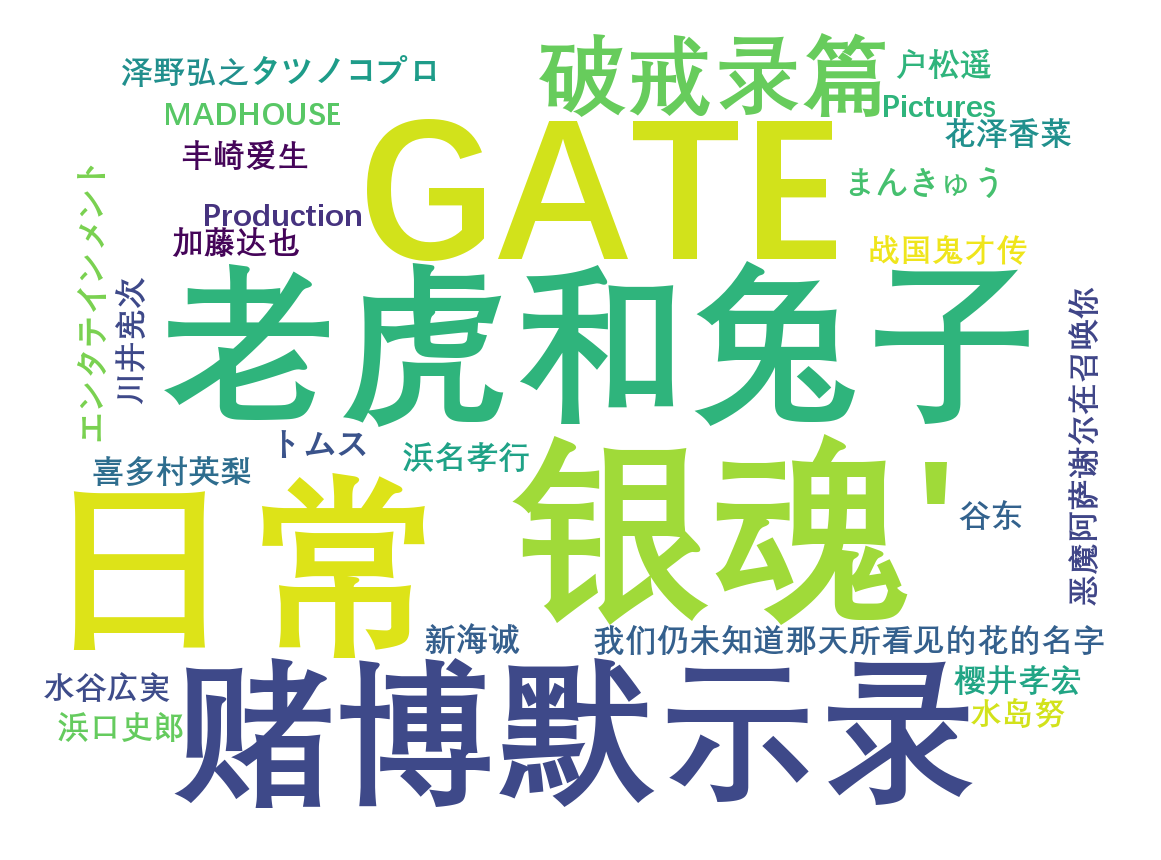 破戒录篇
户松遥
泽野弘之
タツノコプロ
Pictures
MADHOUSE
花泽香菜
GATE
丰崎爱生
まんきゅう
Production
加藤达也
战国鬼才传
エンタテインメント
川井宪次
老虎和兔子
恶魔阿萨谢尔在召唤你
トムス
浜名孝行
喜多村英梨
日常
银魂'
谷东
新海诚
我们仍未知道那天所看见的花的名字
水谷広実
赌博默示录
樱井孝宏
浜口史郎
水岛努